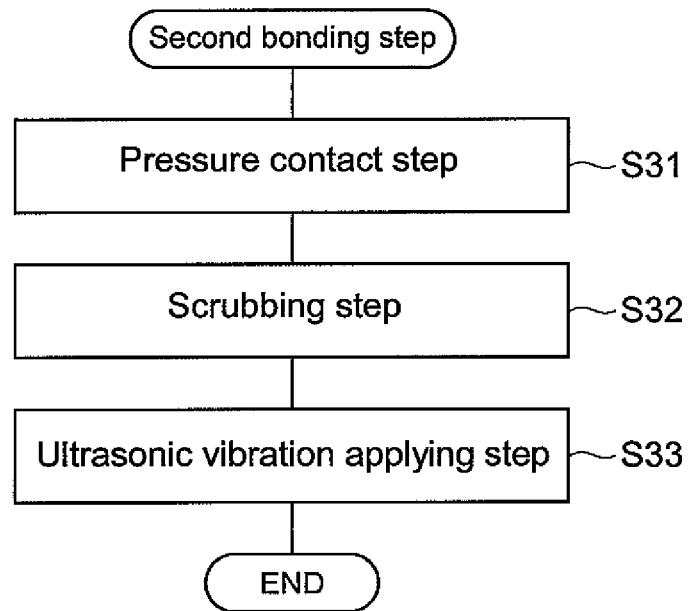 Second bonding step
Pressure contact step
S31
Scrubbing step
S32
Ultrasonic vibration applying step
S33
END